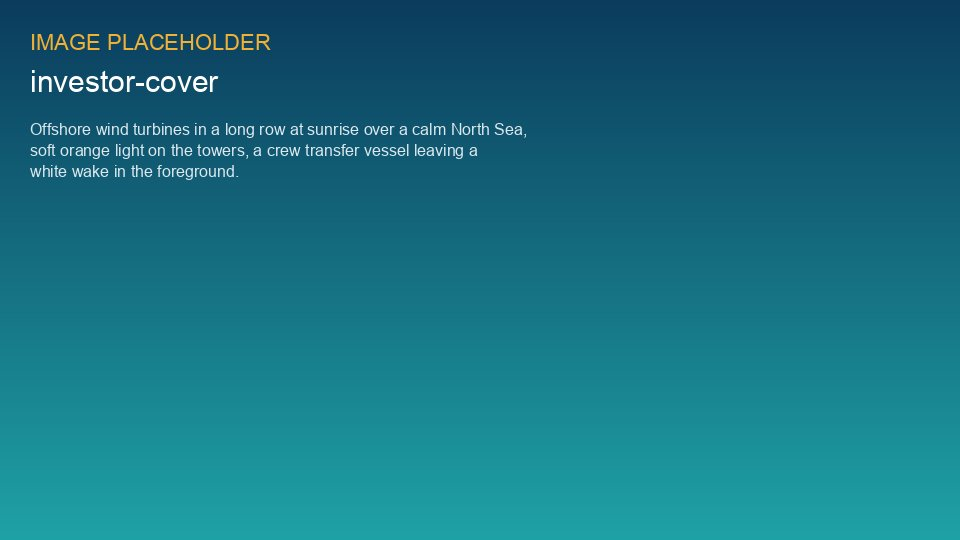 IMAGE PLACEHOLDER
investor-cover
Offshore wind turbines in a long row at sunrise over a calm North Sea,
soft orange light on the towers, a crew transfer vessel leaving a
white wake in the foreground.